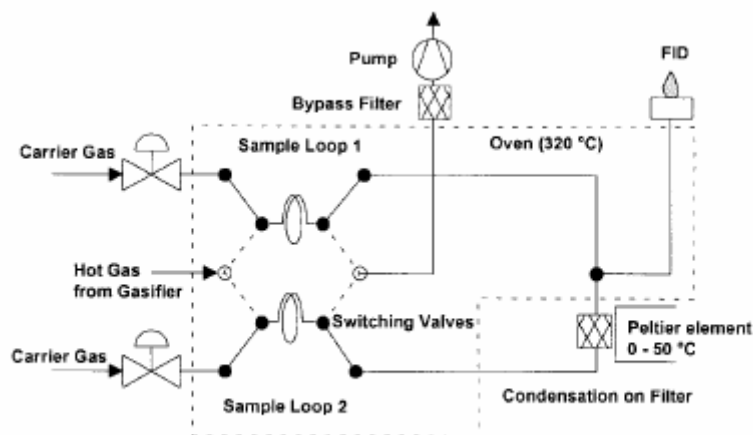 Pump
FID
Bypass Filter
Sample Loop 1
Oven (320 °C)
Carrier Gas
Hot Gas
from Gasifier
Switching Valves
Peltier element
0 - 50 °C
Carrier Gas
Sample Loop 2
Condensation on Filter